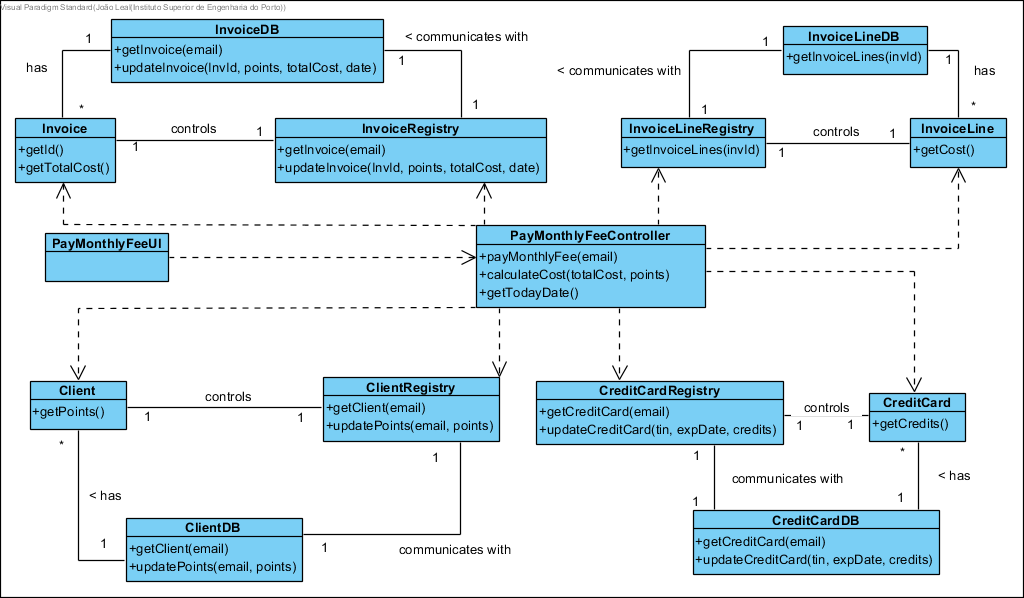 Visual Paradigm Standard(João Leal(Instituto Superior de Engenharia do Porto))
InvoiceDB
+getInvoice(email)
+updateInvoice(InvId, points, totalCost, date)
1
has
*
< communicates with
1
1
Invoice
+getId()
+getTotalCost()
controls
1
1
InvoiceRegistry
+getInvoice(email)
+updateInvoice(InvId, points, totalCost, date)
InvoiceLineDB
+getInvoiceLines(invId)
1
< communicates with
1
1
has
*
InvoiceLineRegistry
+getInvoiceLines(invId)
controls
1
1
InvoiceLine
+getCost()
PayMonthlyFeeUI
PayMonthlyFeeController
+payMonthlyFee(email)
+calculateCost(totalCost, points)
+getTodayDate()
Client
+getPoints()
controls
1
1
ClientRegistry
+getClient(email)
+updatePoints(email, points)
*
< has
1
1
1
communicates with
ClientDB
+getClient(email)
+updatePoints(email, points)
CreditCardRegistry
+getCreditCard(email)
+updateCreditCard(tin, expDate, credits)
controls
1
1
CreditCard
+getCredits()
1
communicates with
1
*
< has
1
CreditCardDB
+getCreditCard(email)
+updateCreditCard(tin, expDate, credits)